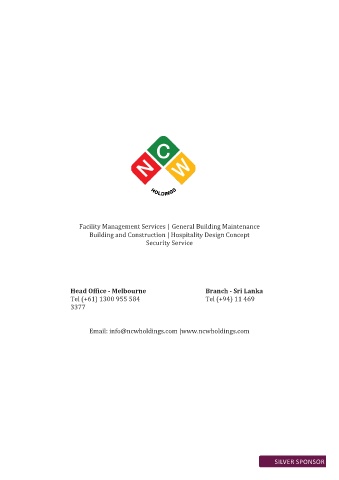 N C W
HOLDINGS
Facility Management Services | General Building Maintenance
Building and Construction | Hospitality Design Concept
Security Service
Head Office - Melbourne Branch - Sri Lanka
Tel (+61) 1300 955 584 Tel (+94) 11 469
3377
Email: info@ncwholdings.com |www.ncwholdings.com
SILVER SPONSOR